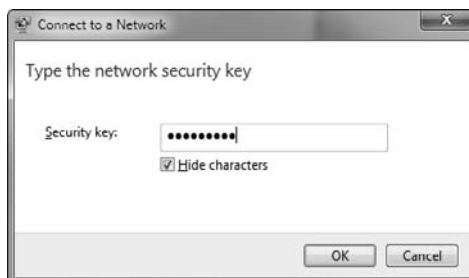 Connect to a Network
Type the network security key
Security key: •••••••••
Hide characters
OK Cancel